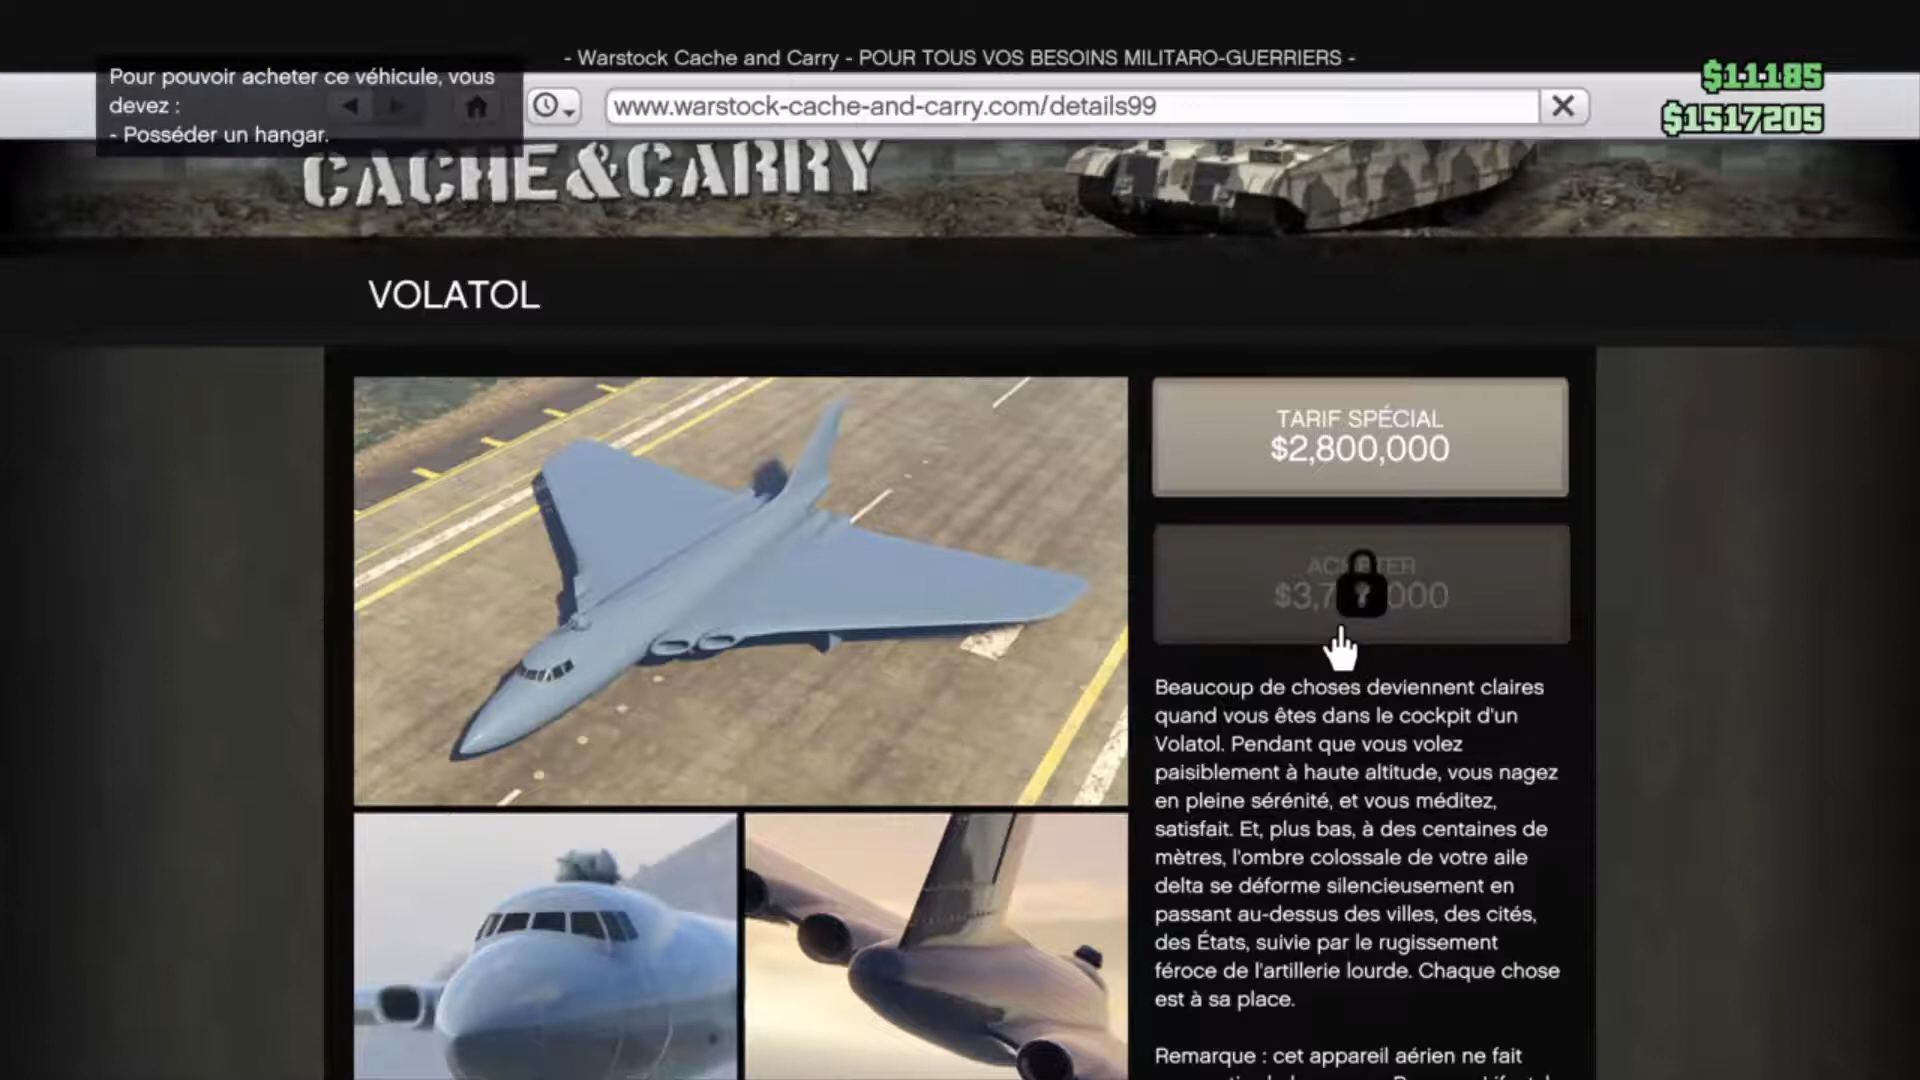 - Warstock Cache and Carry - POUR TOUS VOS BESOINS MILITARO-GUERRIERS -
Pour pouvoir acheter ce véhicule, vous
devez :
- Posséder un hangar.
www.warstock-cache-and-carry.com/details99
$11185
$1517205
CACHE&CARRY
VOLATOL
TARIF SPÉCIAL
$2,800,000
Beaucoup de choses deviennent claires
quand vous êtes dans le cockpit d'un
Volatol. Pendant que vous volez
paisiblement à haute altitude, vous nagez
en pleine sérénité, et vous méditez,
satisfait. Et, plus bas, à des centaines de
mètres, l'ombre colossale de votre aile
delta se déforme silencieusement en
passant au-dessus des villes, des cités,
des États, suivie par le rugissement
féroce de l'artillerie lourde. Chaque chose
est à sa place.
Remarque : cet appareil aérien ne fait